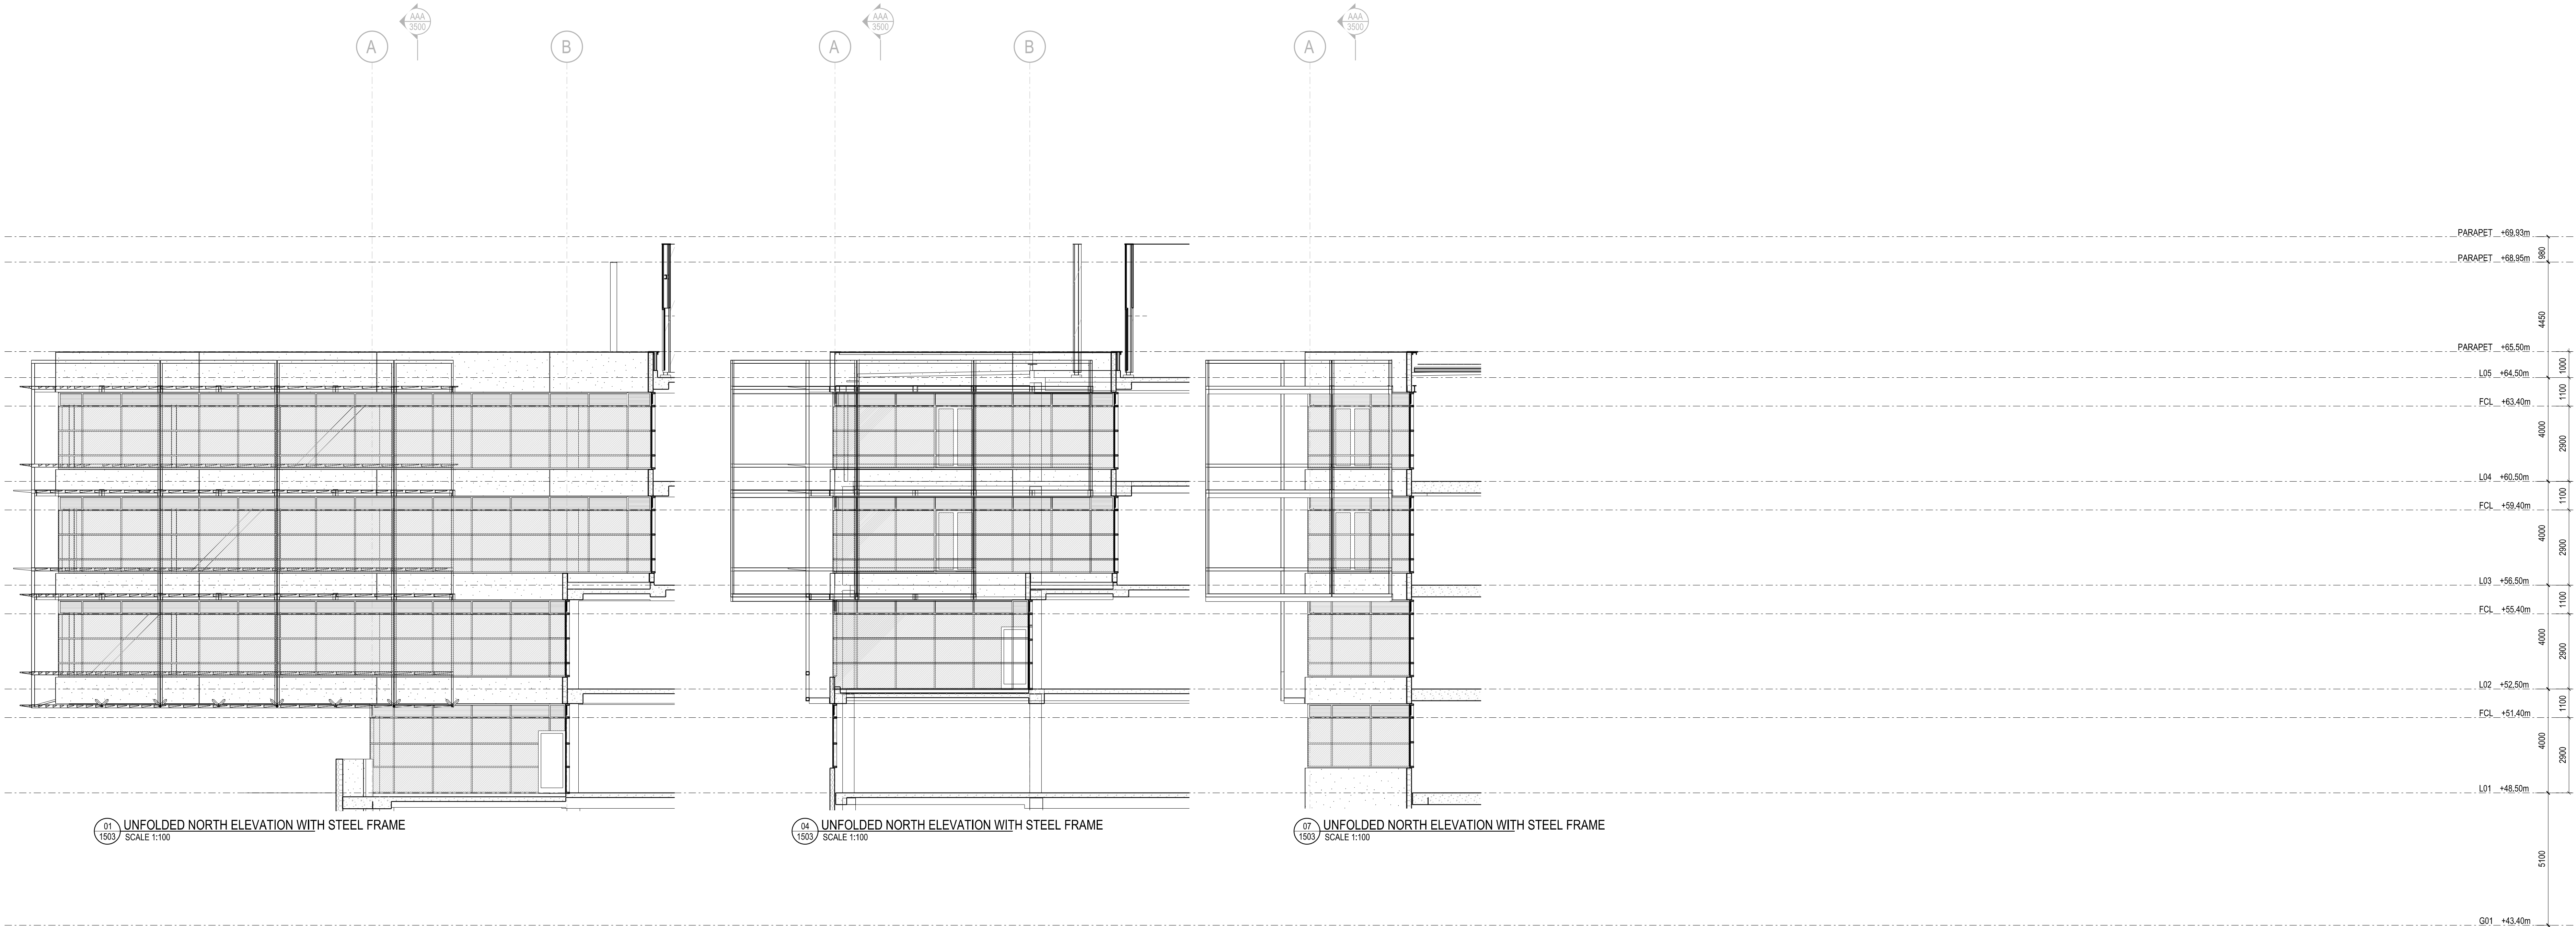 AAA
3500
AAA
3500
AAA
3500
A
B
A
B
A
PARAPET +69,93m
980
PARAPET +68,95m
4450
PARAPET +65,50m
1000
L05 +64,50m
1100
FCL +63,40m
4000
2900
L04 +60,50m
1100
FCL +59,40m
4000
2900
L03 +56,50m
1100
FCL +55,40m
4000
2900
L02 +52,50m
1100
FCL +51,40m
4000
2900
L01 +48,50m
01
1503
UNFOLDED NORTH ELEVATION WITH STEEL FRAME
SCALE 1:100
04
1503
UNFOLDED NORTH ELEVATION WITH STEEL FRAME
SCALE 1:100
07
1503
UNFOLDED NORTH ELEVATION WITH STEEL FRAME
SCALE 1:100
5100
G01 +43,40m